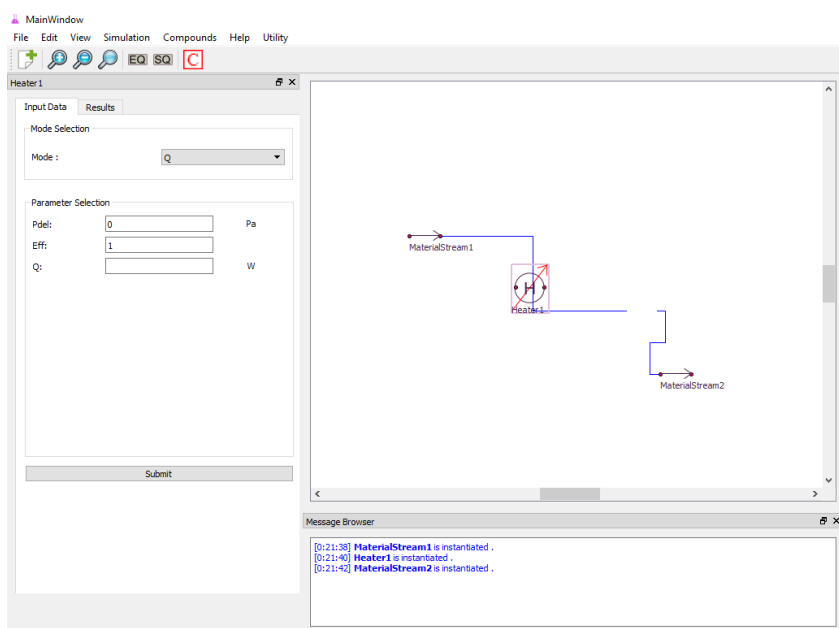 MainWindow
File Edit View Simulation Compounds Help Utility
EQ SQ C
Heater1
Input Data Results
Mode Selection
Mode : Q
Parameter Selection
Pdel: 0 Pa
Eff: 1
Q: W
Submit
MaterialStream1
H
Heater1
MaterialStream2
Message Browser
[0:21:38] MaterialStream1 is instantiated .
[0:21:40] Heater1 is instantiated .
[0:21:42] MaterialStream2 is instantiated .